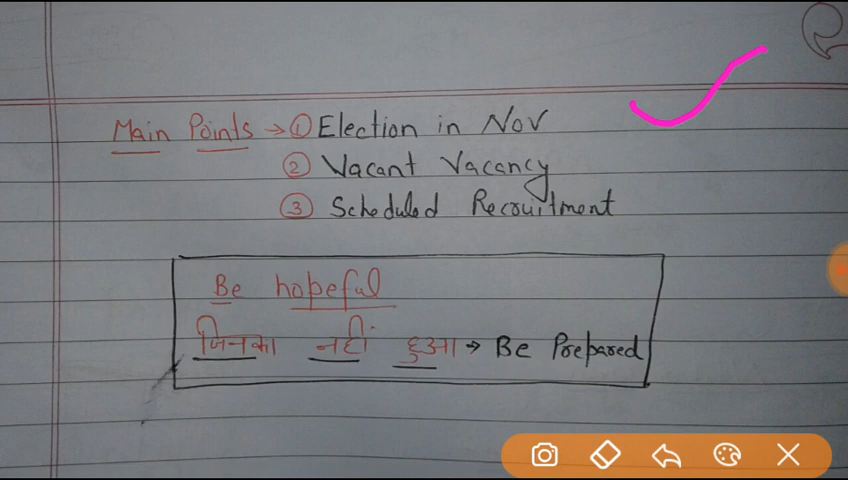 Main Points → ① Election in Nov
② Vacant Vacancy
③ Scheduled Recruitment
Be hopeful
जिनका नहीं हुआ → Be Prepared